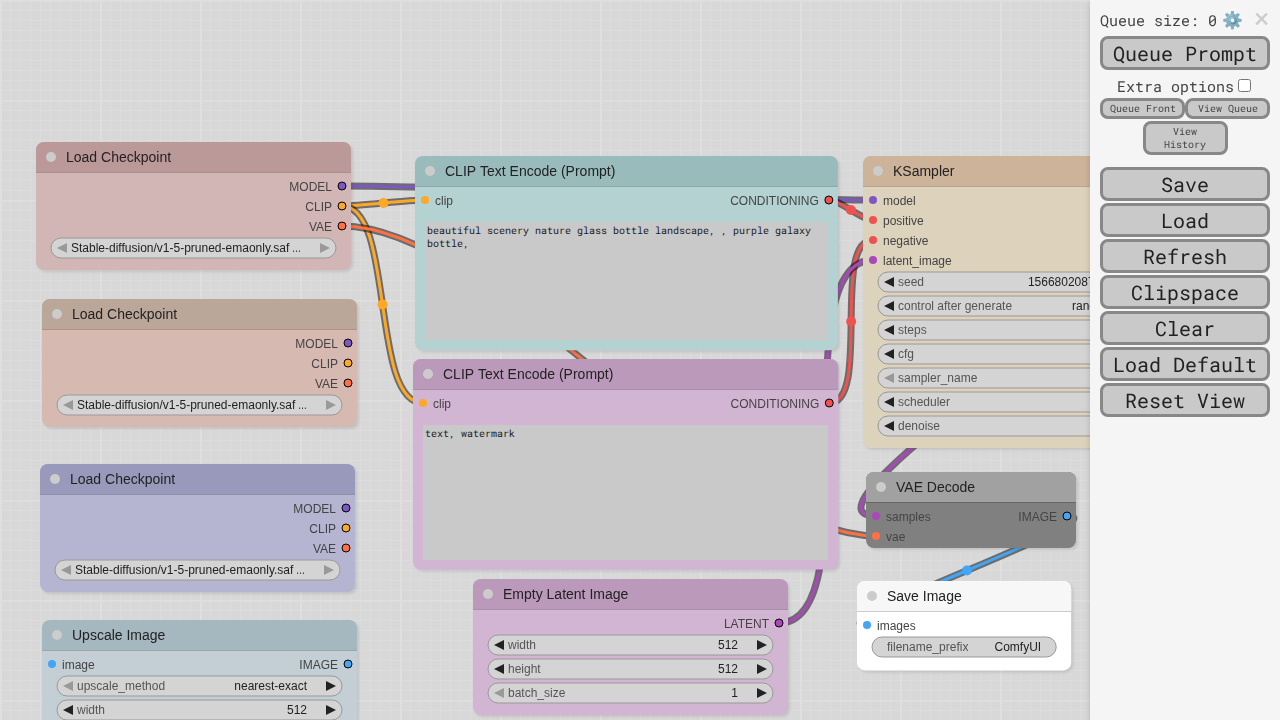 Queue size: 0
Queue Prompt
Extra options
Queue Front
View Queue
View
History
Save
Load
Refresh
Clipspace
Clear
Load Default
Reset View
Load Checkpoint
MODEL
CLIP
VAE
Stable-diffusion/v1-5-pruned-emaonly.saf ...
Load Checkpoint
MODEL
CLIP
VAE
Stable-diffusion/v1-5-pruned-emaonly.saf ...
Load Checkpoint
MODEL
CLIP
VAE
Stable-diffusion/v1-5-pruned-emaonly.saf ...
Upscale Image
image IMAGE
upscale_method nearest-exact
width 512
CLIP Text Encode (Prompt)
clip CONDITIONING
beautiful scenery nature glass bottle landscape, , purple galaxy
bottle,
CLIP Text Encode (Prompt)
clip CONDITIONING
text, watermark
Empty Latent Image
LATENT
width 512
height 512
batch_size 1
KSampler
model
positive
negative
latent_image
seed 1566802087
control after generate ran
steps
cfg
sampler_name
scheduler
denoise
VAE Decode
samples IMAGE
vae
Save Image
images
filename_prefix ComfyUI